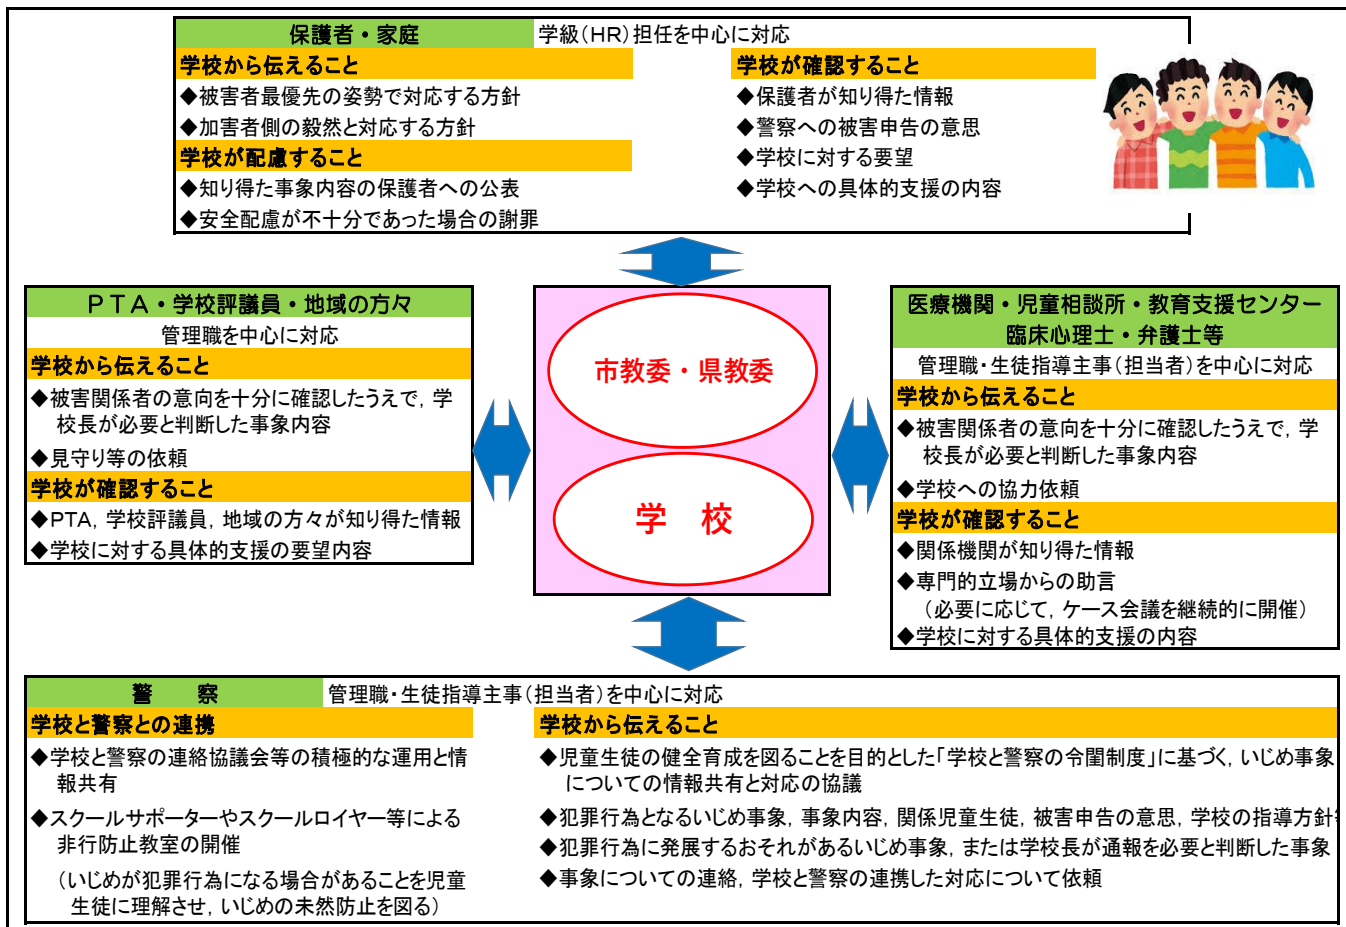 保護者・家庭　学級（HR）担任を中心に対応
学校から伝えること
◆被害者最優先の姿勢で対応する方針
◆加害者側の毅然と対応する方針
学校が配慮すること
◆知り得た事象内容の保護者への公表
◆安全配慮が不十分であった場合の謝罪
学校が確認すること
◆保護者が知り得た情報
◆警察への被害申告の意思
◆学校に対する要望
◆学校への具体的支援の内容
ＰＴＡ・学校評議員・地域の方々
管理職を中心に対応
学校から伝えること
◆被害関係者の意向を十分に確認したうえで，学
校長が必要と判断した事象内容
◆見守り等の依頼
学校が確認すること
◆PTA，学校評議員，地域の方々が知り得た情報
◆学校に対する具体的支援の要望内容
市教委・県教委
学　校
医療機関・児童相談所・教育支援センター
臨床心理士・弁護士等
管理職・生徒指導主事（担当者）を中心に対応
学校から伝えること
◆被害関係者の意向を十分に確認したうえで，学
校長が必要と判断した事象内容
◆学校への協力依頼
学校が確認すること
◆関係機関が知り得た情報
◆専門的立場からの助言
（必要に応じて，ケース会議を継続的に開催）
◆学校に対する具体的支援の内容
警　察　管理職・生徒指導主事（担当者）を中心に対応
学校と警察との連携
◆学校と警察の連絡協議会等の積極的な運用と情
報共有
◆スクールサポーターやスクールロイヤー等による
非行防止教室の開催
（いじめが犯罪行為になる場合があることを児童
生徒に理解させ，いじめの未然防止を図る）
学校から伝えること
◆児童生徒の健全育成を図ることを目的とした「学校と警察の令閨制度」に基づく，いじめ事象
についての情報共有と対応の協議
◆犯罪行為となるいじめ事象，事象内容，関係児童生徒，被害申告の意思，学校の指導方針
◆犯罪行為に発展するおそれがあるいじめ事象，または学校長が通報を必要と判断した事象
◆事象についての連絡，学校と警察の連携した対応について依頼